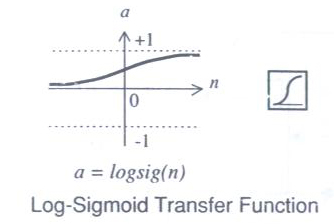 a
+1
n
0
-1
a = logsig(n)
Log-Sigmoid Transfer Function